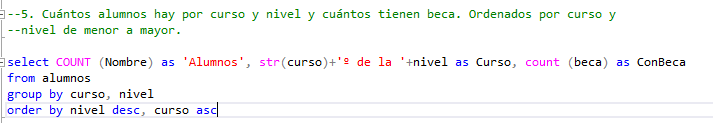 --5. Cuántos alumnos hay por curso y nivel y cuántos tienen beca. Ordenados por curso y
--nivel de menor a mayor.
select COUNT (Nombre) as 'Alumnos', str(curso)+'º de la '+nivel as Curso, count (beca) as ConBeca
from alumnos
group by curso, nivel
order by nivel desc, curso asc